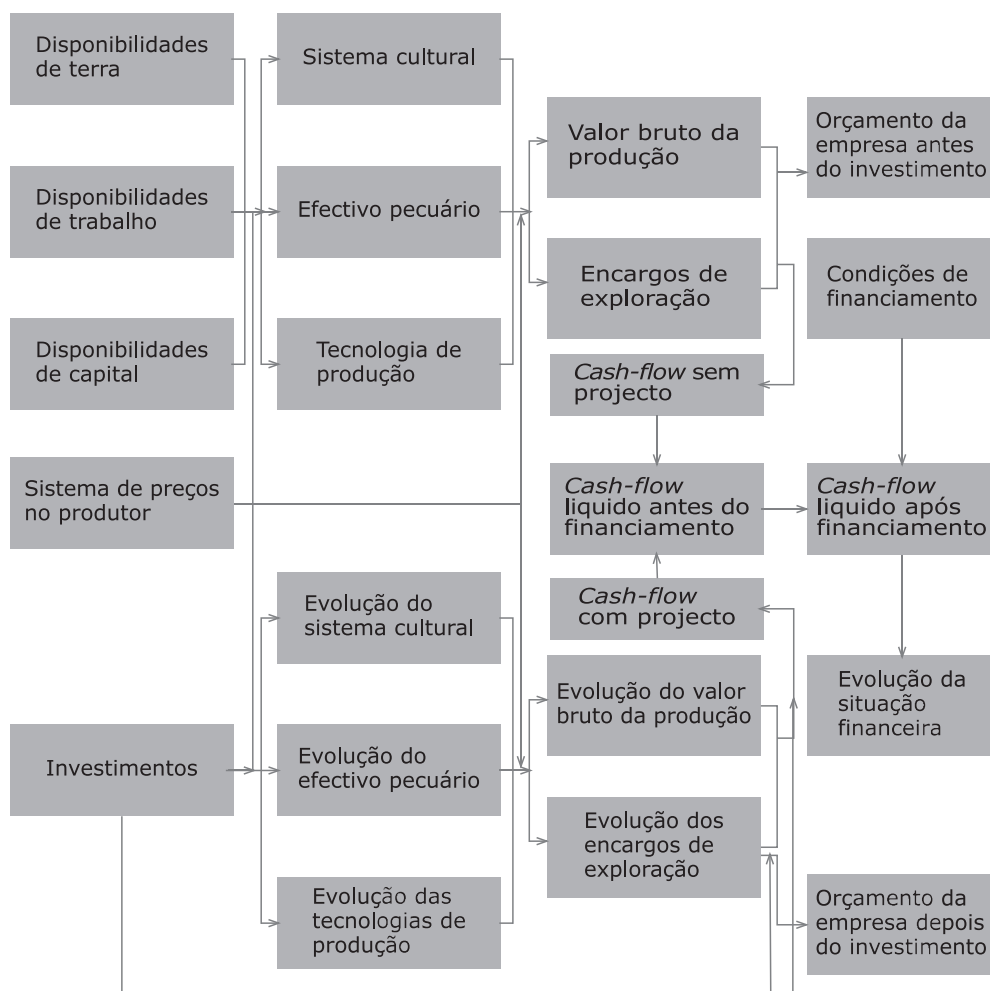 Disponibilidades
de terra
Disponibilidades
de trabalho
Disponibilidades
de capital
Sistema de preços
no produtor
Investimentos
Sistema cultural
Efectivo pecuário
Tecnologia de
produção
Evolução do
sistema cultural
Evolução do
efectivo pecuário
Evolução das
tecnologias de
produção
Valor bruto da
produção
Encargos de
exploração
Cash-flow sem
projecto
Cash-flow
liquido antes do
financiamento
Cash-flow
com projecto
Evolução do valor
bruto da produção
Evolução dos
encargos de
exploração
Orçamento da
empresa antes
do investimento
Condições de
financiamento
Cash-flow
liquido após
financiamento
Evolução da
situação
financeira
Orçamento da
empresa depois
do investimento